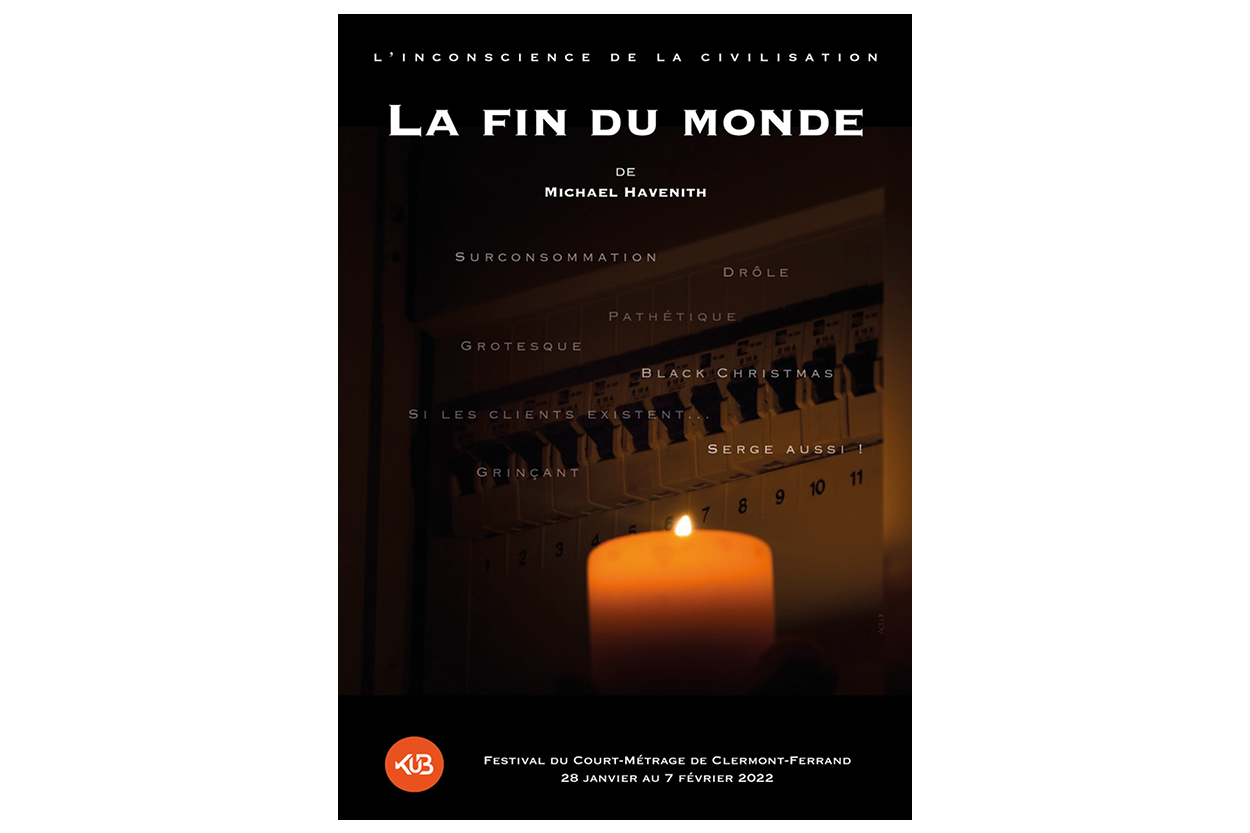 L'INCONSCIENCE DE LA CIVILISATION
LA FIN DU MONDE
DE
MICHAEL HAVENITH
SURCONSOMMATION
DRÔLE
PATHÉTIQUE
GROTESQUE
BLACK CHRISTMAS
SI LES CLIENTS EXISTENT...
SERGE AUSSI !
GRINÇANT
1 2 3 4 5 6 7 8 9 10 11
KUB
FESTIVAL DU COURT-MÉTRAGE DE CLERMONT-FERRAND
28 JANVIER AU 7 FÉVRIER 2022